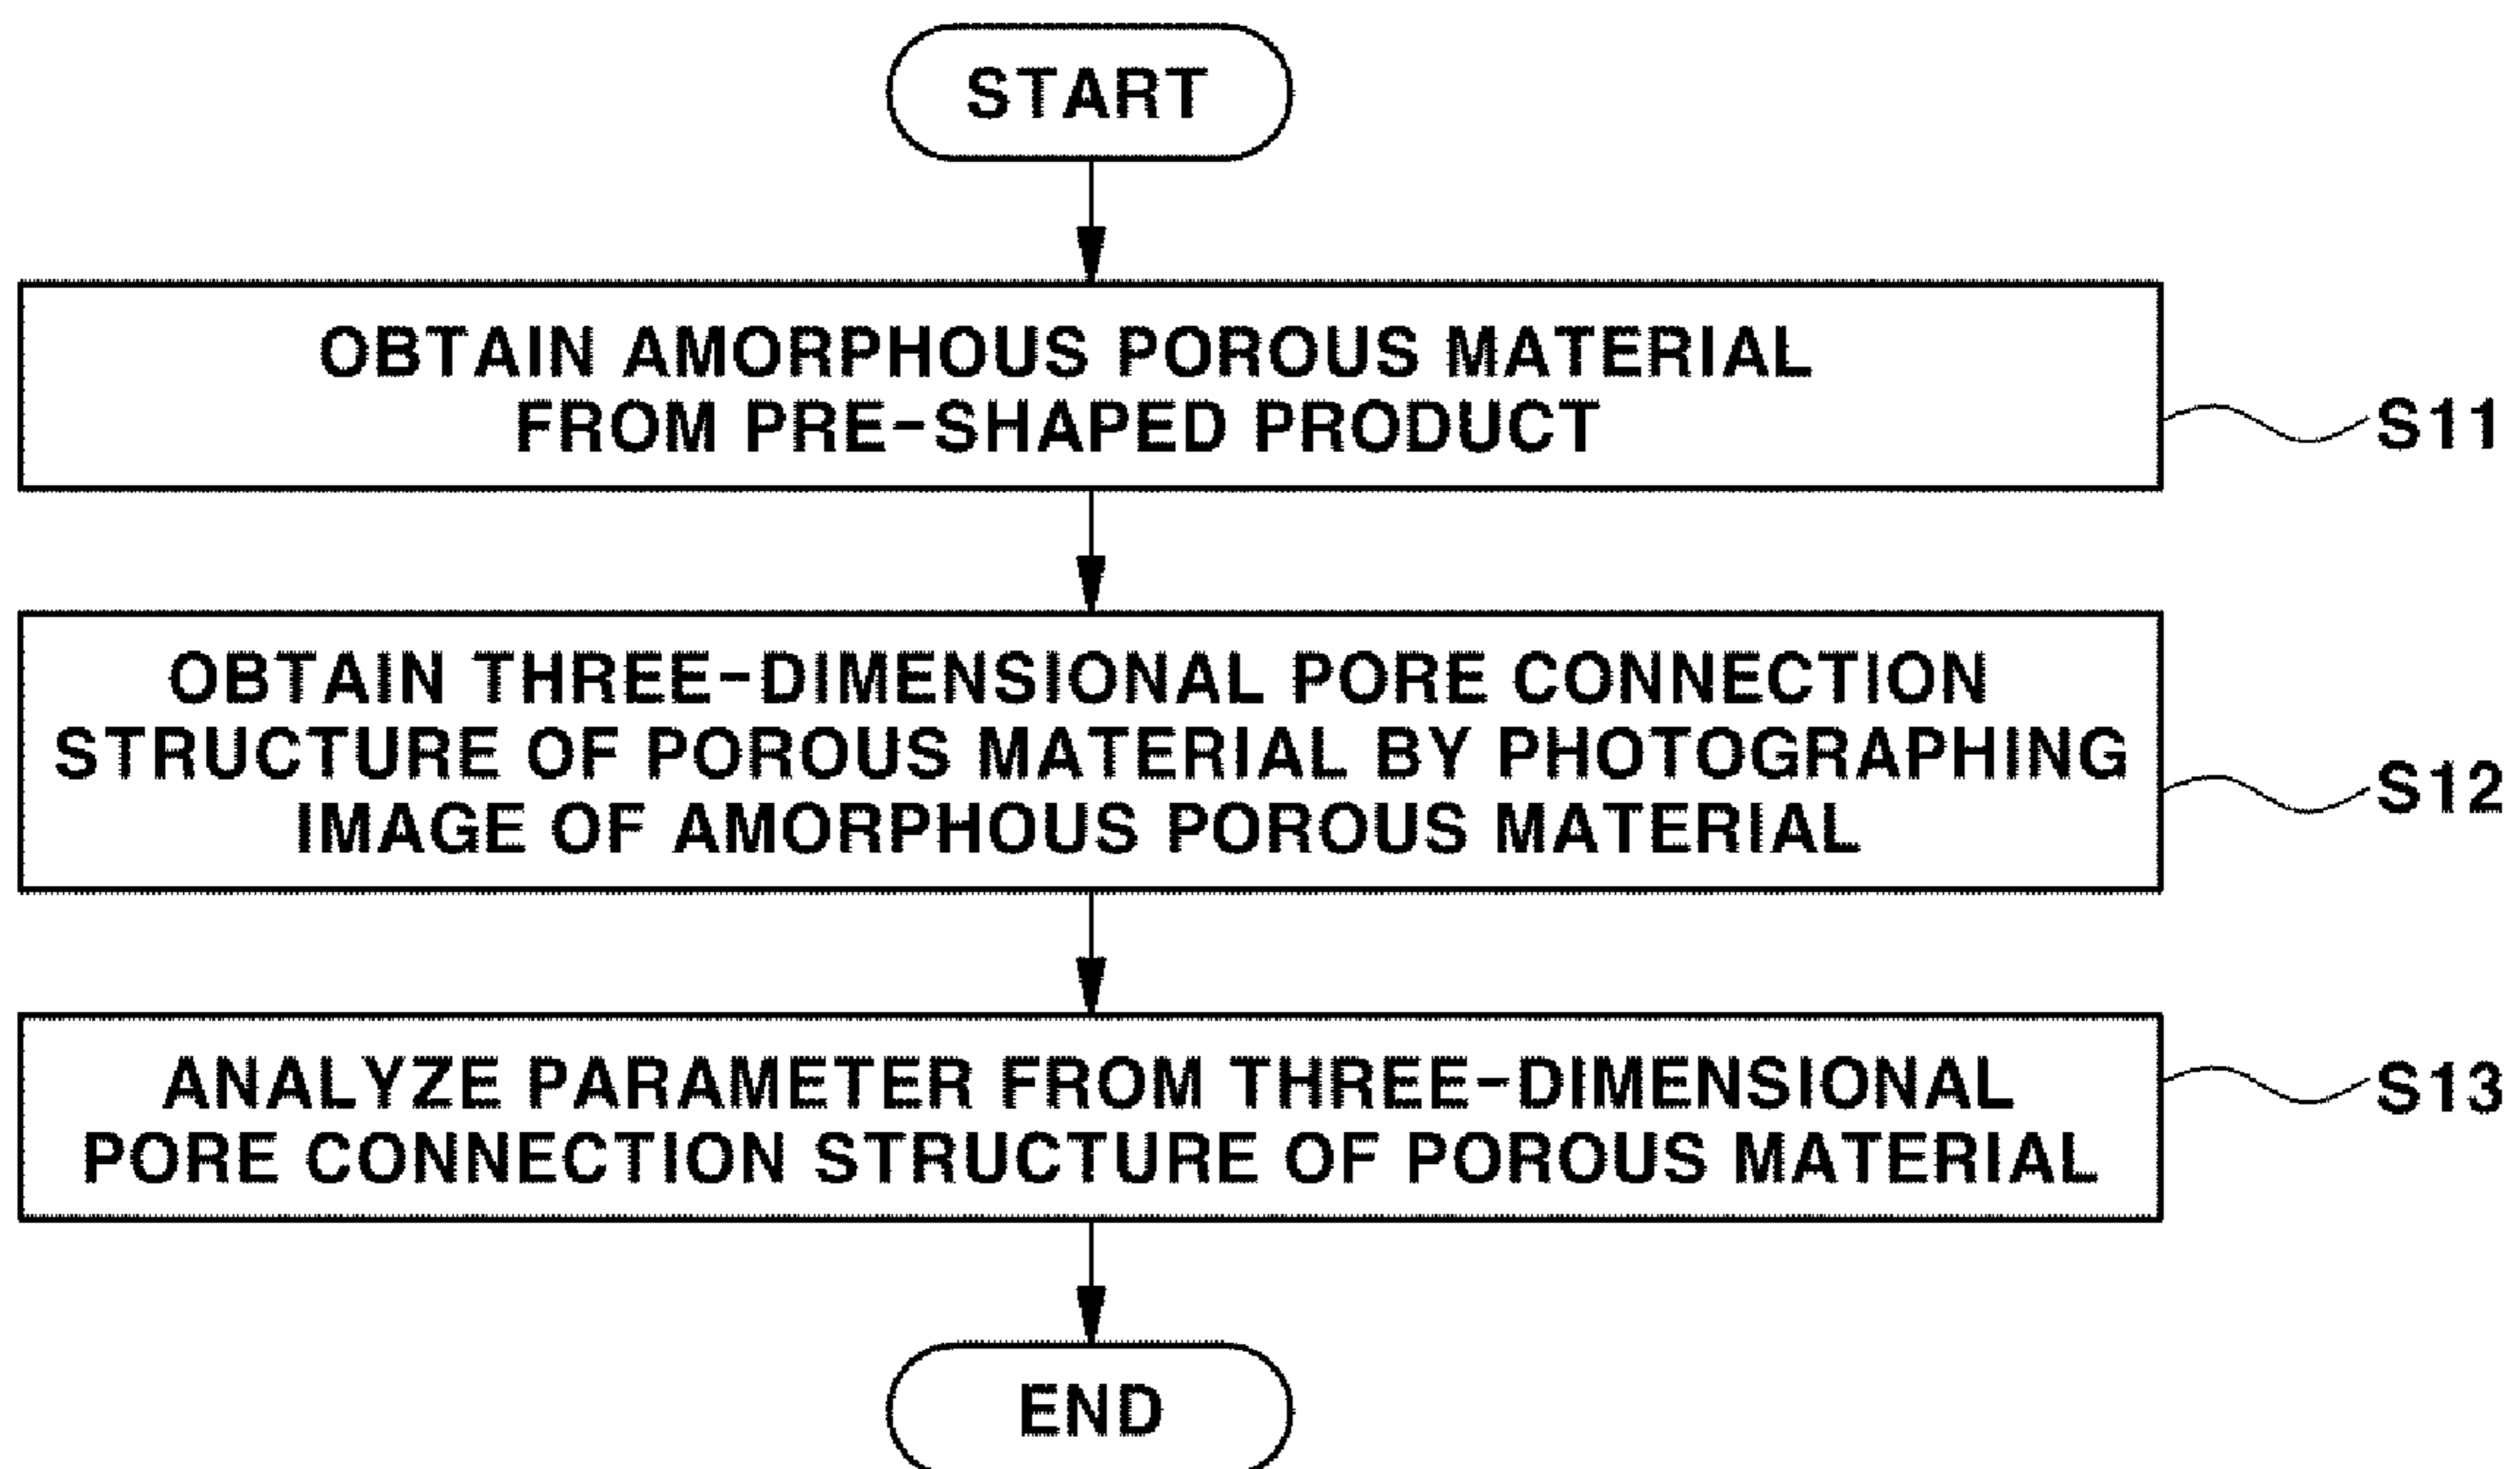 START
OBTAIN AMORPHOUS POROUS MATERIAL
FROM PRE-SHAPED PRODUCT
S11
OBTAIN THREE-DIMENSIONAL PORE CONNECTION
STRUCTURE OF POROUS MATERIAL BY PHOTOGRAPHING
IMAGE OF AMORPHOUS POROUS MATERIAL
S12
ANALYZE PARAMETER FROM THREE-DIMENSIONAL
PORE CONNECTION STRUCTURE OF POROUS MATERIAL
S13
END